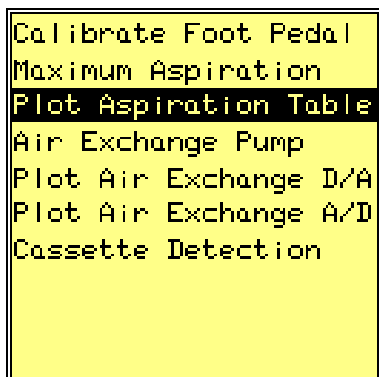 Calibrate Foot Pedal
Maximum Aspiration
Plot Aspiration Table
Air Exchange Pump
Plot Air Exchange D/A
Plot Air Exchange A/D
Cassette Detection